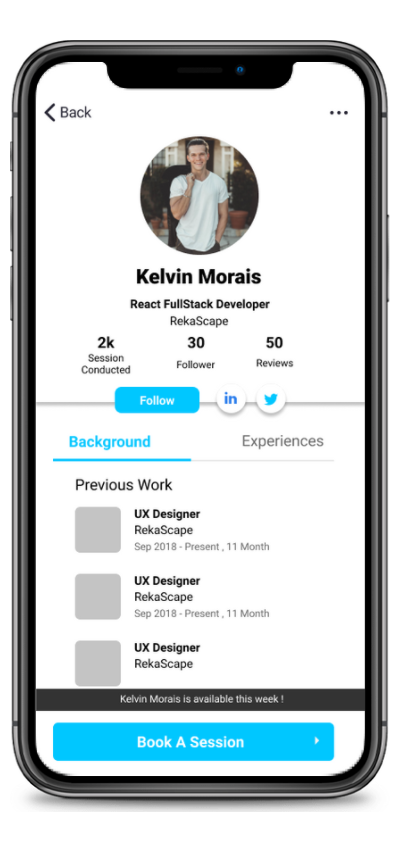 Back
Kelvin Morais
React FullStack Developer
RekaScape
2k 30 50
Session Conducted Follower Reviews
Follow in
Background Experiences
Previous Work
UX Designer
RekaScape
Sep 2018 - Present , 11 Month
UX Designer
RekaScape
Sep 2018 - Present , 11 Month
UX Designer
RekaScape
Kelvin Morais is available this week !
Book A Session